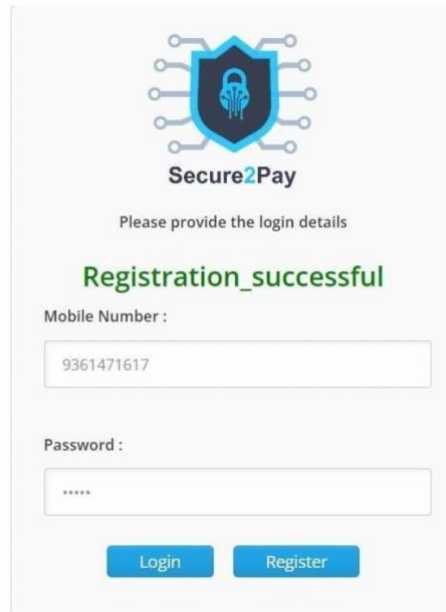 Secure2Pay
Please provide the login details
Registration_successful
Mobile Number :
9361471617
Password :
•••••
Login Register